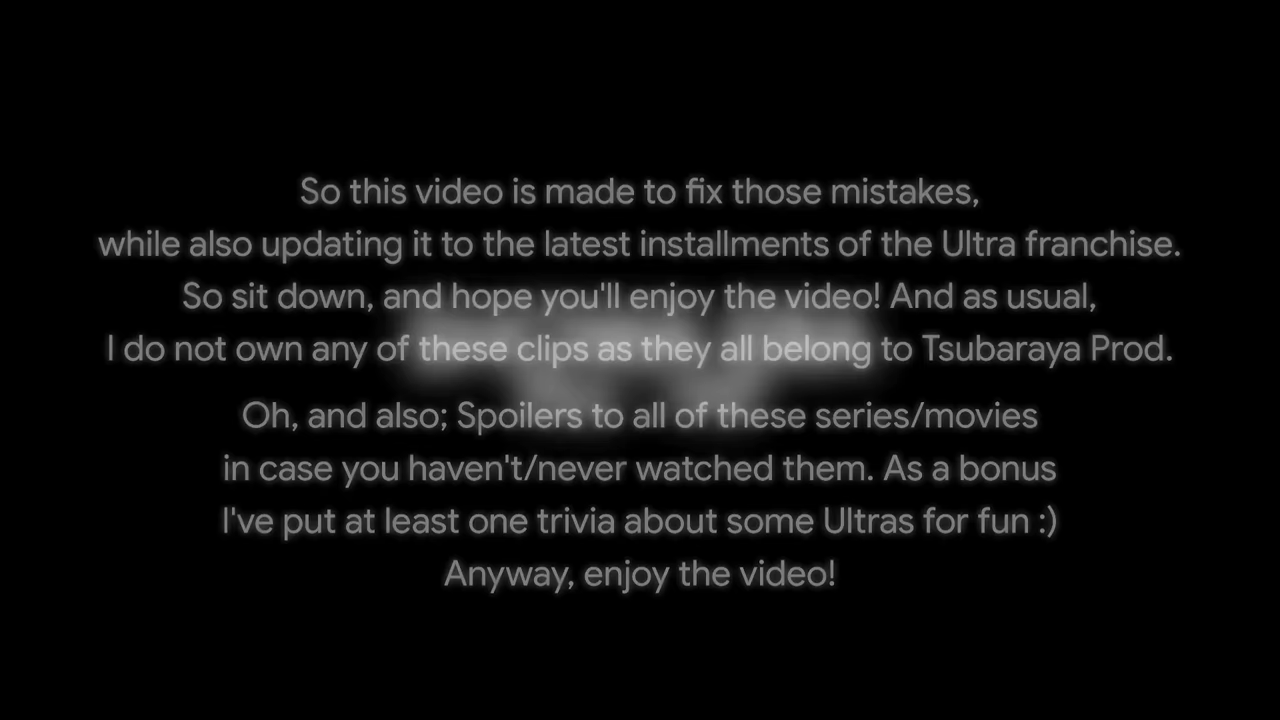 So this video is made to fix those mistakes,
while also updating it to the latest installments of the Ultra franchise.
So sit down, and hope you'll enjoy the video! And as usual,
I do not own any of these clips as they all belong to Tsubaraya Prod.
Oh, and also; Spoilers to all of these series/movies
in case you haven't/never watched them. As a bonus
I've put at least one trivia about some Ultras for fun :)
Anyway, enjoy the video!